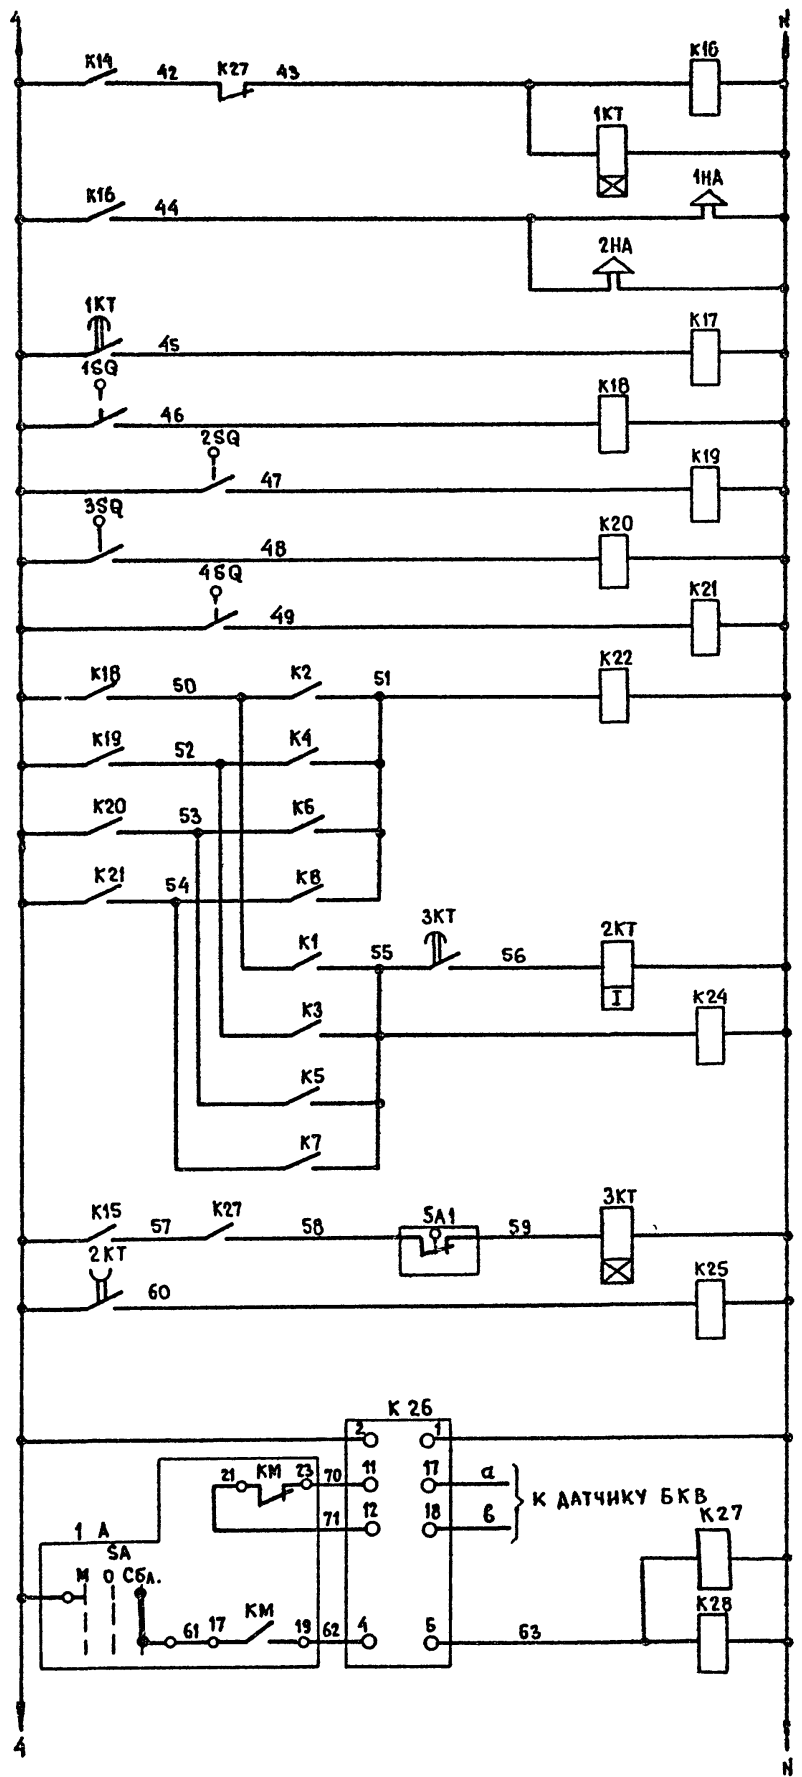 4 N
K14 42 K27 43 K16
1KT
K16 44 1HA
2HA
1KT 45 K17
1SQ 46 K18
2SQ 47 K19
3SQ 48 K20
4SQ 49 K21
K18 50 K2 51 K22
K19 52 K4
K20 53 K6
K21 54 K8
K1 55 3KT 56 2KT
I
K3 K24
K5
K7
K15 57 K27 58 SA1 59 3KT
2KT 60 K25
K 26
2 1
21 KM 23 70 11 17 а
71 12 18 в
К ДАТЧИКУ БКВ
K27
1 А
SA
М О Сбл.
61 17 KM 19 62 4 5 63 K28
4 N